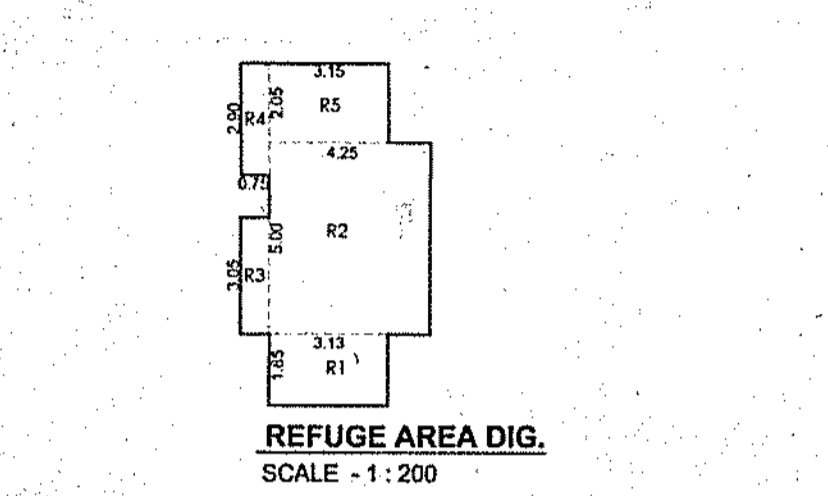 3.15
2.90
R4
2.05
R5
4.25
0.75
5.00
R2
3.05
R3
3.13
1.85
R1
REFUGE AREA DIG.
SCALE - 1 : 200